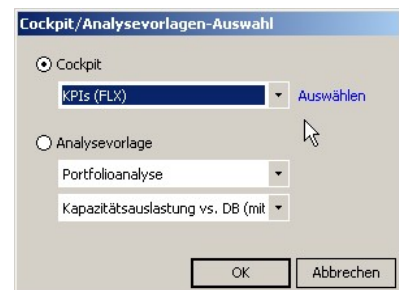 Cockpit/Analysevorlagen-Auswahl
Cockpit
KPIs (FLX) Auswählen
Analysevorlage
Portfolioanalyse
Kapazitätsauslastung vs. DB (mit
OK Abbrechen